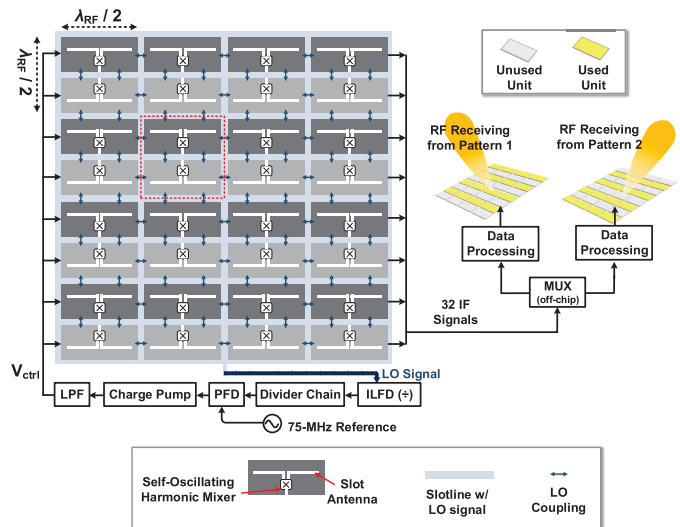 λRF / 2
λRF / 2
Unused
Unit
Used
Unit
RF Receiving
from Pattern 1
RF Receiving
from Pattern 2
Data
Processing
Data
Processing
MUX
(off-chip)
32 IF
Signals
Vctrl
LO Signal
LPF
Charge Pump
PFD
Divider Chain
ILFD (÷)
75-MHz Reference
Self-Oscillating
Harmonic Mixer
Slot
Antenna
Slotline w/
LO signal
LO
Coupling